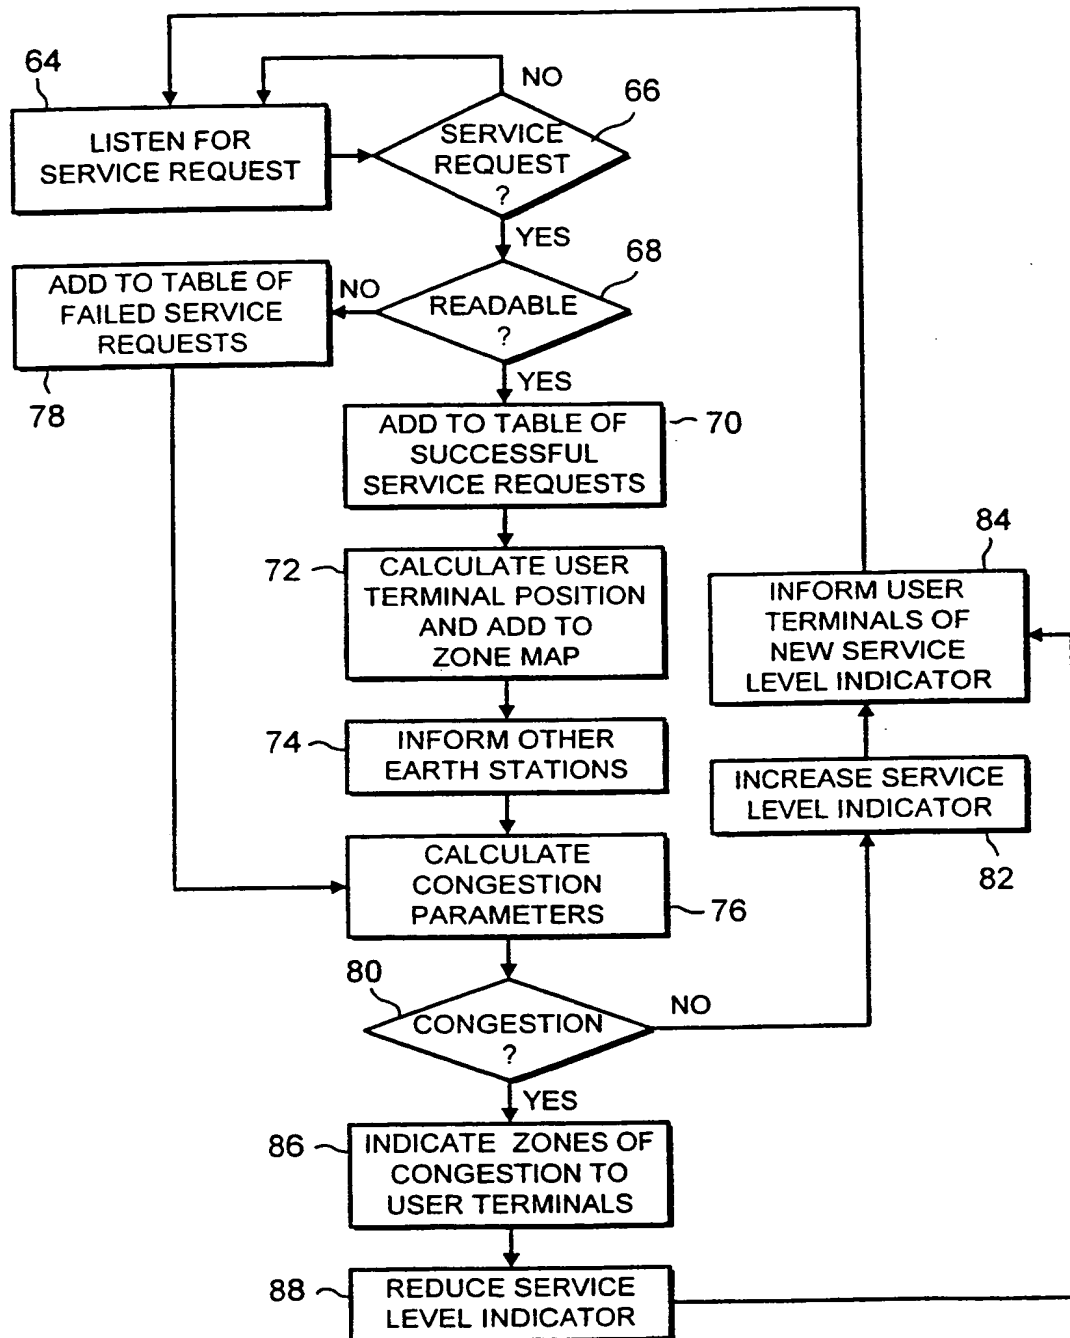 64
NO
66
LISTEN FOR
SERVICE REQUEST
SERVICE
REQUEST
?
YES
68
ADD TO TABLE OF
FAILED SERVICE
REQUESTS
NO
READABLE
?
78
YES
ADD TO TABLE OF
SUCCESSFUL
SERVICE REQUESTS
70
72
CALCULATE USER
TERMINAL POSITION
AND ADD TO
ZONE MAP
84
INFORM USER
TERMINALS OF
NEW SERVICE
LEVEL INDICATOR
74
INFORM OTHER
EARTH STATIONS
INCREASE SERVICE
LEVEL INDICATOR
82
CALCULATE
CONGESTION
PARAMETERS
76
80
CONGESTION
?
NO
YES
86
INDICATE ZONES OF
CONGESTION TO
USER TERMINALS
88
REDUCE SERVICE
LEVEL INDICATOR